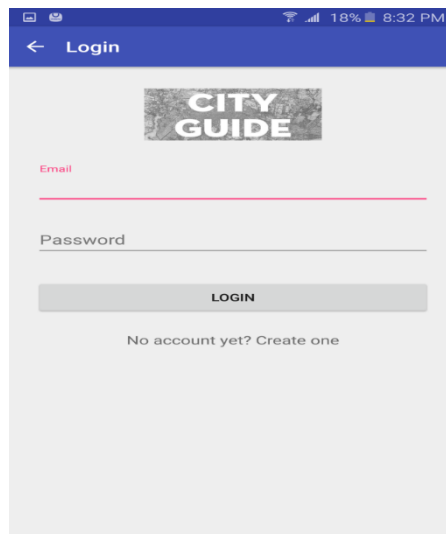 18% 8:32 PM
Login
CITY
GUIDE
Email
Password
LOGIN
No account yet? Create one